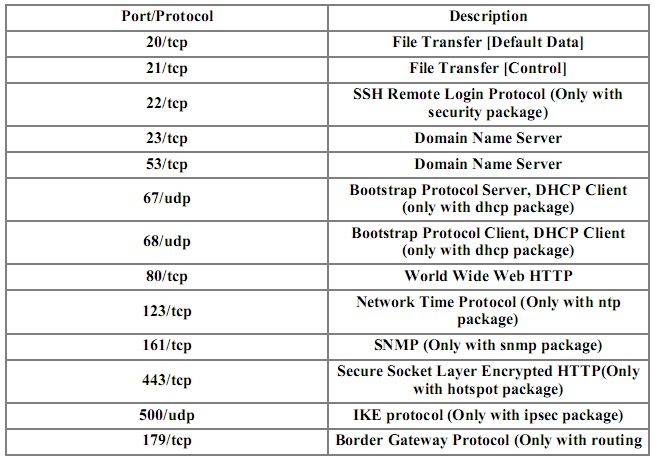 Port/Protocol Description
20/tcp File Transfer [Default Data]
21/tcp File Transfer [Control]
22/tcp SSH Remote Login Protocol (Only with
security package)
23/tcp Domain Name Server
53/tcp Domain Name Server
67/udp Bootstrap Protocol Server, DHCP Client
(only with dhcp package)
68/udp Bootstrap Protocol Client, DHCP Client
(only with dhcp package)
80/tcp World Wide Web HTTP
123/tcp Network Time Protocol (Only with ntp
package)
161/tcp SNMP (Only with snmp package)
443/tcp Secure Socket Layer Encrypted HTTP(Only
with hotspot package)
500/udp IKE protocol (Only with ipsec package)
179/tcp Border Gateway Protocol (Only with routing